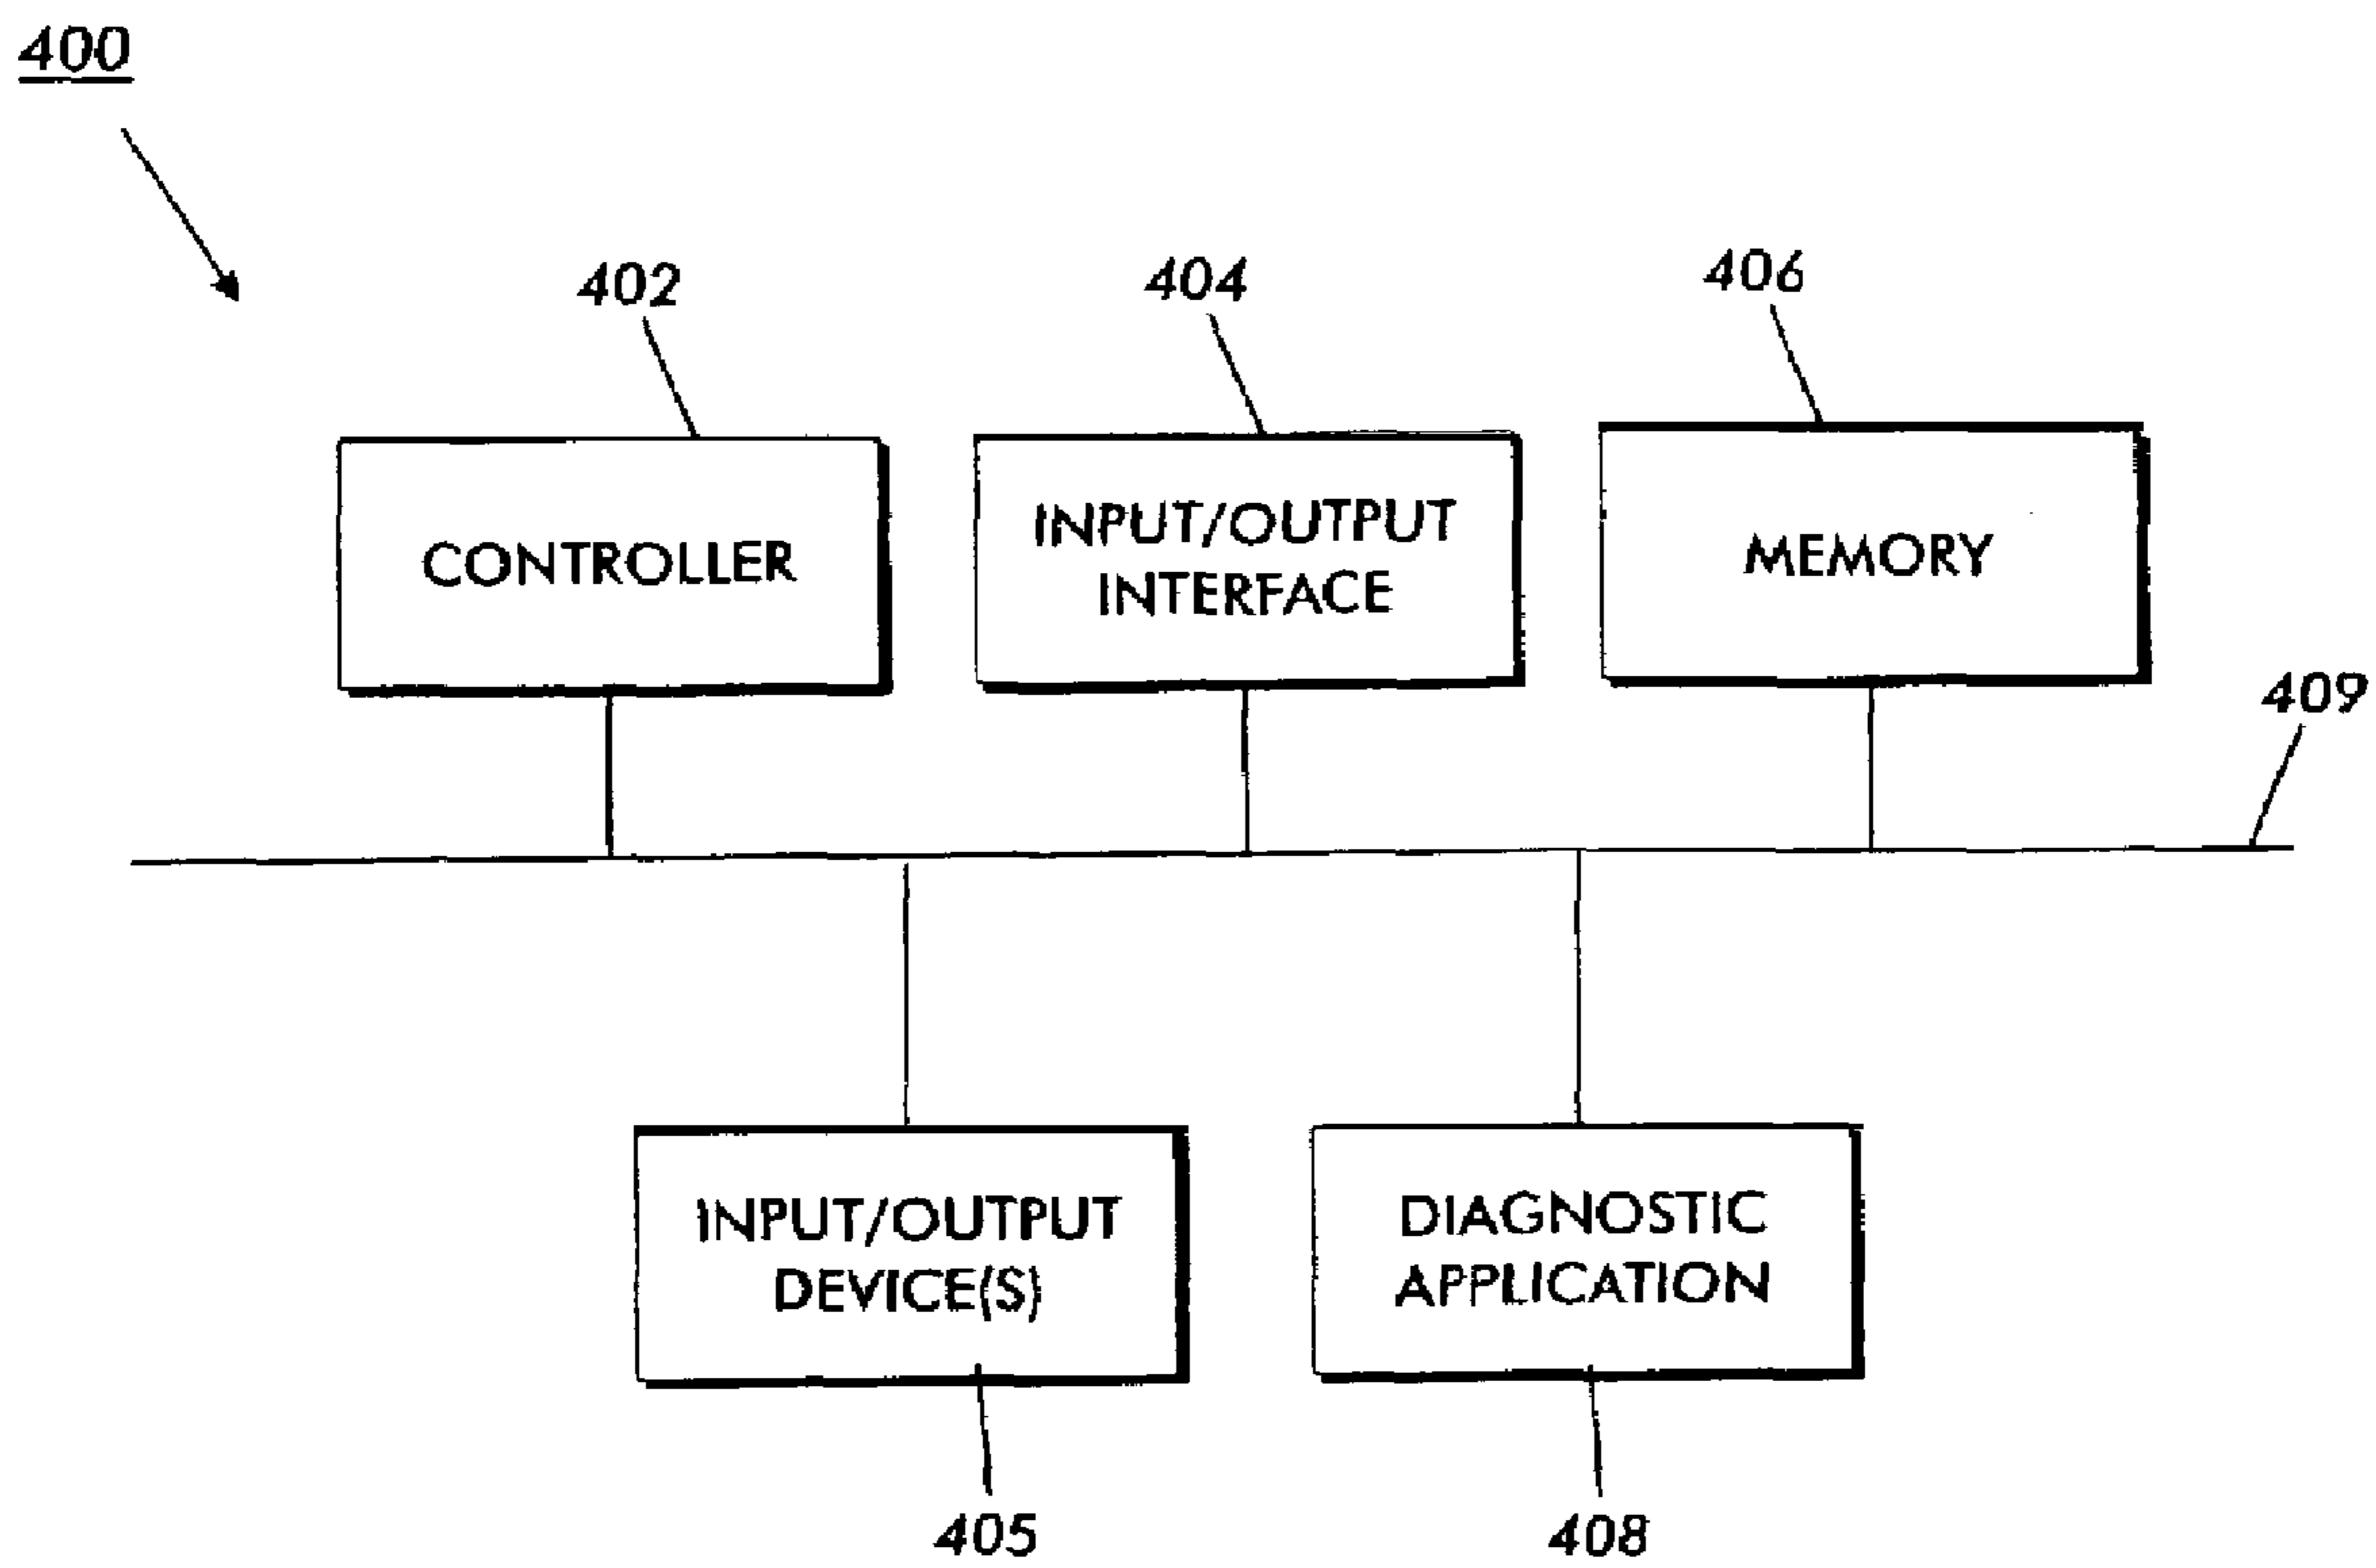 400
402
404
406
CONTROLLER
INPUT/OUTPUT
INTERFACE
MEMORY
409
INPUT/OUTPUT
DEVICE(S)
DIAGNOSTIC
APPLICATION
405
408